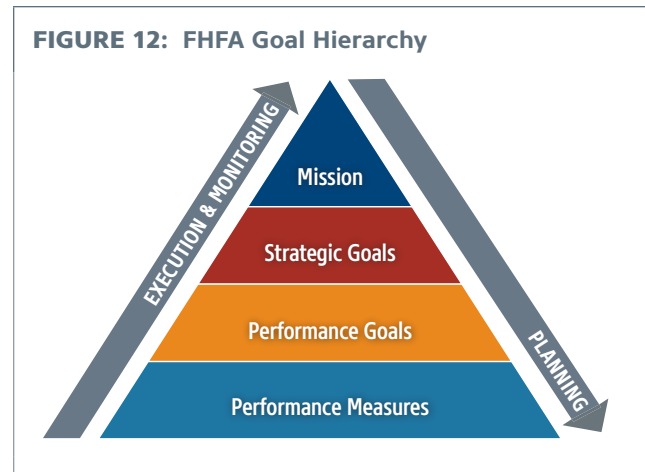 FIGURE 12: FHFA Goal Hierarchy
EXECUTION & MONITORING
Mission
Strategic Goals
Performance Goals
PLANNING
Performance Measures